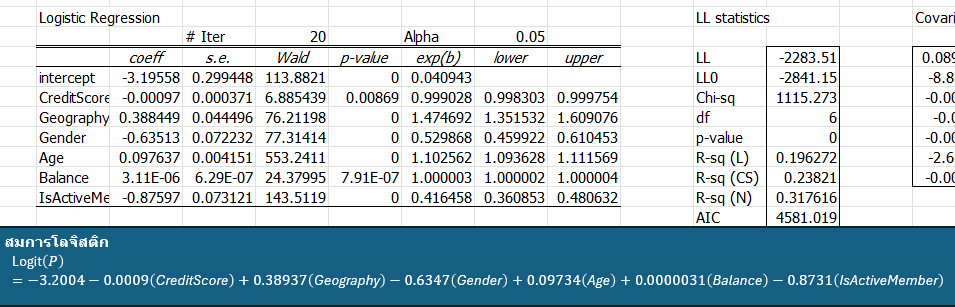 Logistic Regression LL statistics Covari
# Iter 20 Alpha 0.05
coeff s.e. Wald p-value exp(b) lower upper
intercept -3.19558 0.299448 113.8821 0 0.040943 LL -2283.51 0.089
CreditScore -0.00097 0.000371 6.885439 0.00869 0.999028 0.998303 0.999754 LL0 -2841.15 -8.8
Geography 0.388449 0.044496 76.21198 0 1.474692 1.351532 1.609076 Chi-sq 1115.273 -0.00
Gender -0.63513 0.072232 77.31414 0 0.529868 0.459922 0.610453 df 6 -0.0
Age 0.097637 0.004151 553.2411 0 1.102562 1.093628 1.111569 p-value 0 -0.00
Balance 3.11E-06 6.29E-07 24.37995 7.91E-07 1.000003 1.000002 1.000004 R-sq (L) 0.196272 -2.6
IsActiveMe -0.87597 0.073121 143.5119 0 0.416458 0.360853 0.480632 R-sq (CS) 0.23821 -0.00
R-sq (N) 0.317616
AIC 4581.019
สมการโลจิสติก
Logit(P)
= −3.2004 − 0.0009(CreditScore) + 0.38937(Geography) − 0.6347(Gender) + 0.09734(Age) + 0.0000031(Balance) − 0.8731(IsActiveMember)